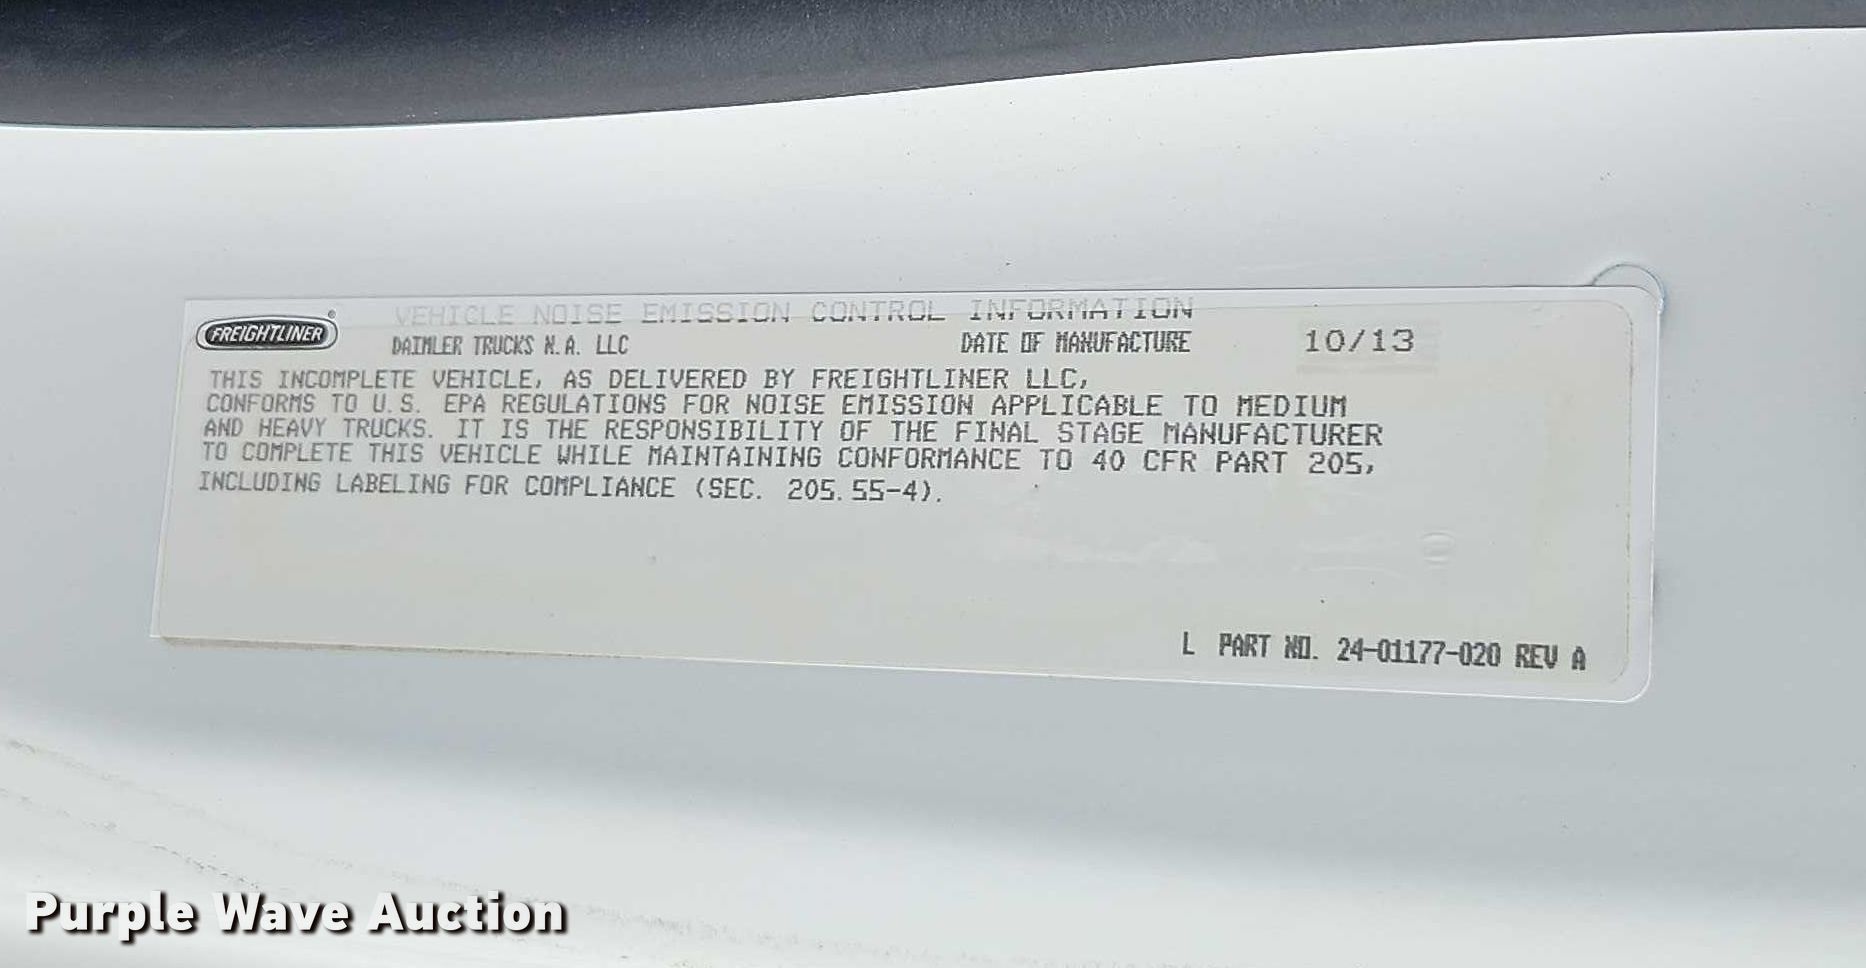 FREIGHTLINER ®
VEHICLE NOISE EMISSION CONTROL INFORMATION
DAIMLER TRUCKS N.A. LLC DATE OF MANUFACTURE 10/13
THIS INCOMPLETE VEHICLE, AS DELIVERED BY FREIGHTLINER LLC,
CONFORMS TO U.S. EPA REGULATIONS FOR NOISE EMISSION APPLICABLE TO MEDIUM
AND HEAVY TRUCKS. IT IS THE RESPONSIBILITY OF THE FINAL STAGE MANUFACTURER
TO COMPLETE THIS VEHICLE WHILE MAINTAINING CONFORMANCE TO 40 CFR PART 205,
INCLUDING LABELING FOR COMPLIANCE (SEC. 205.55-4).
L PART NO. 24-01177-020 REV A
Purple Wave Auction